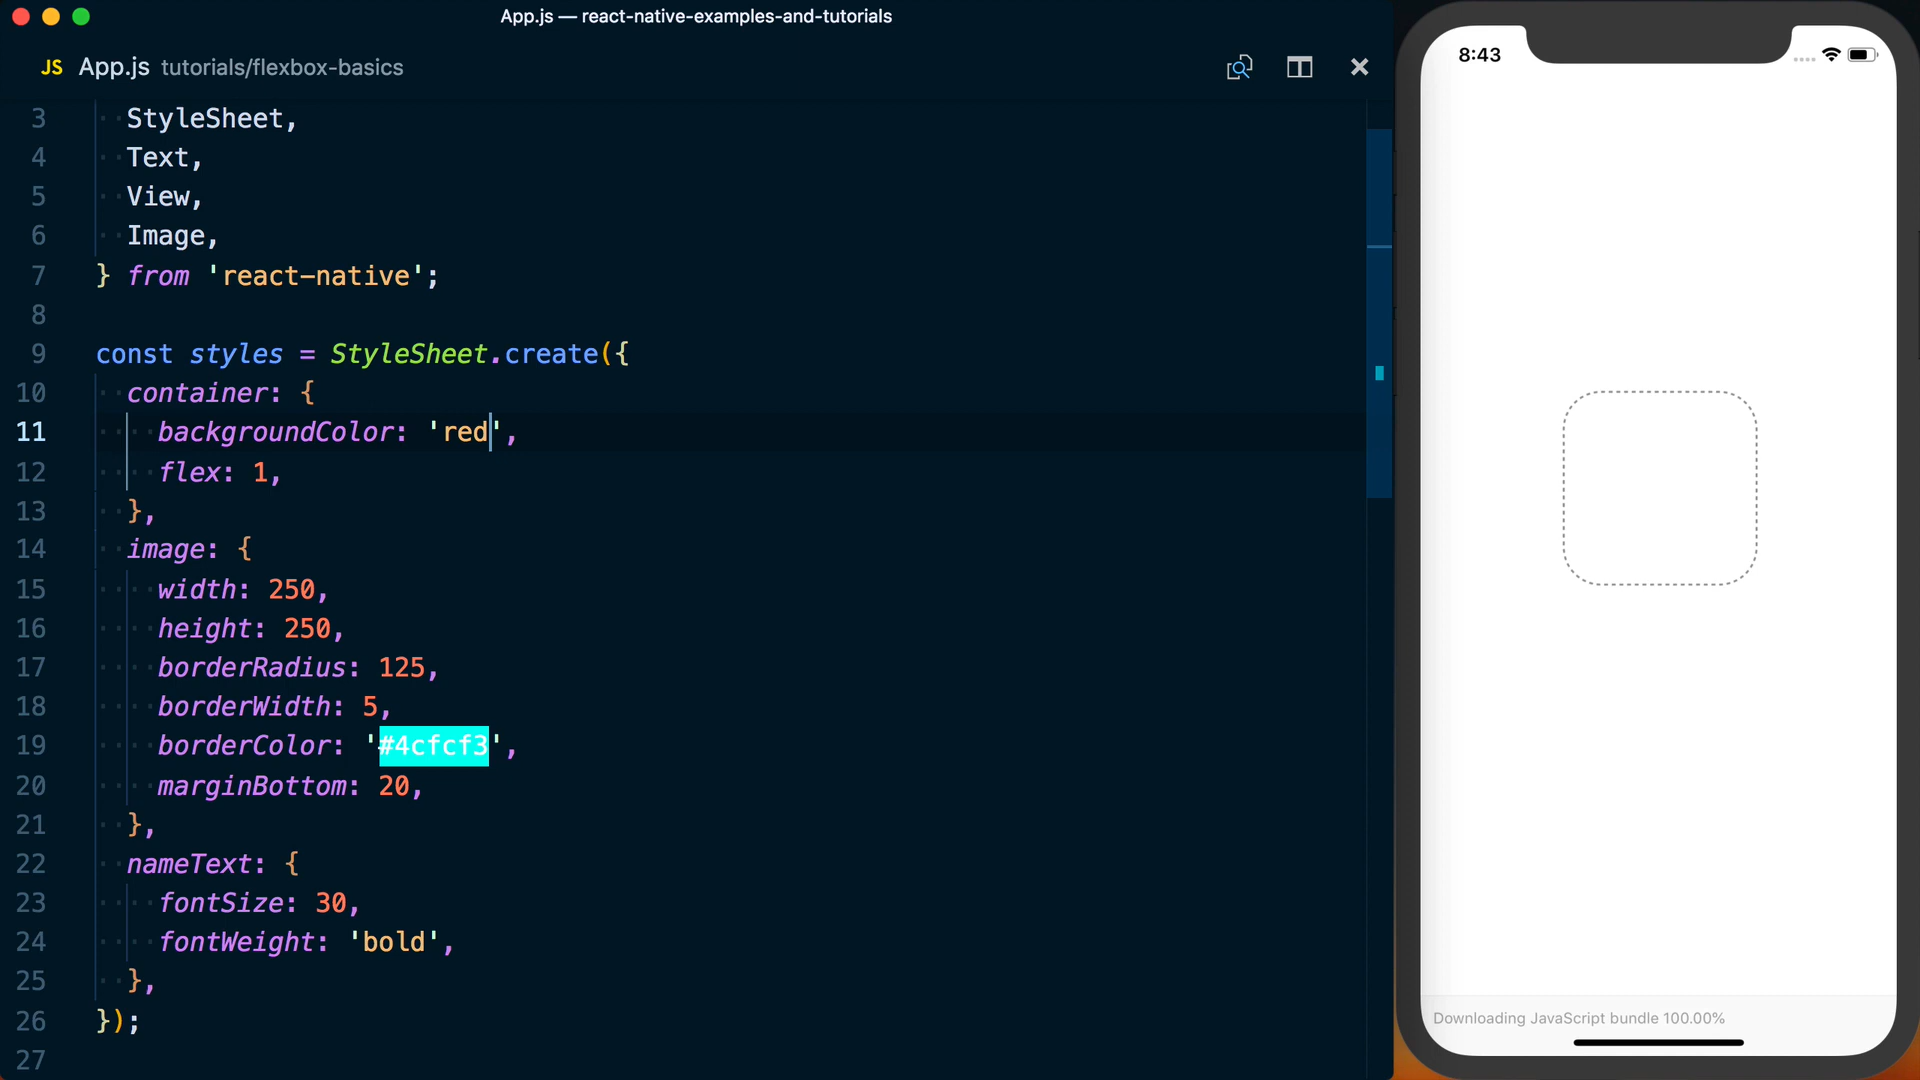 App.js — react-native-examples-and-tutorials
JS App.js tutorials/flexbox-basics
3 StyleSheet,
4 Text,
5 View,
6 Image,
7 } from 'react-native';
8
9 const styles = StyleSheet.create({
10 container: {
11 backgroundColor: 'red',
12 flex: 1,
13 },
14 image: {
15 width: 250,
16 height: 250,
17 borderRadius: 125,
18 borderWidth: 5,
19 borderColor: '#4cfcf3',
20 marginBottom: 20,
21 },
22 nameText: {
23 fontSize: 30,
24 fontWeight: 'bold',
25 },
26 });
27
8:43
Downloading JavaScript bundle 100.00%